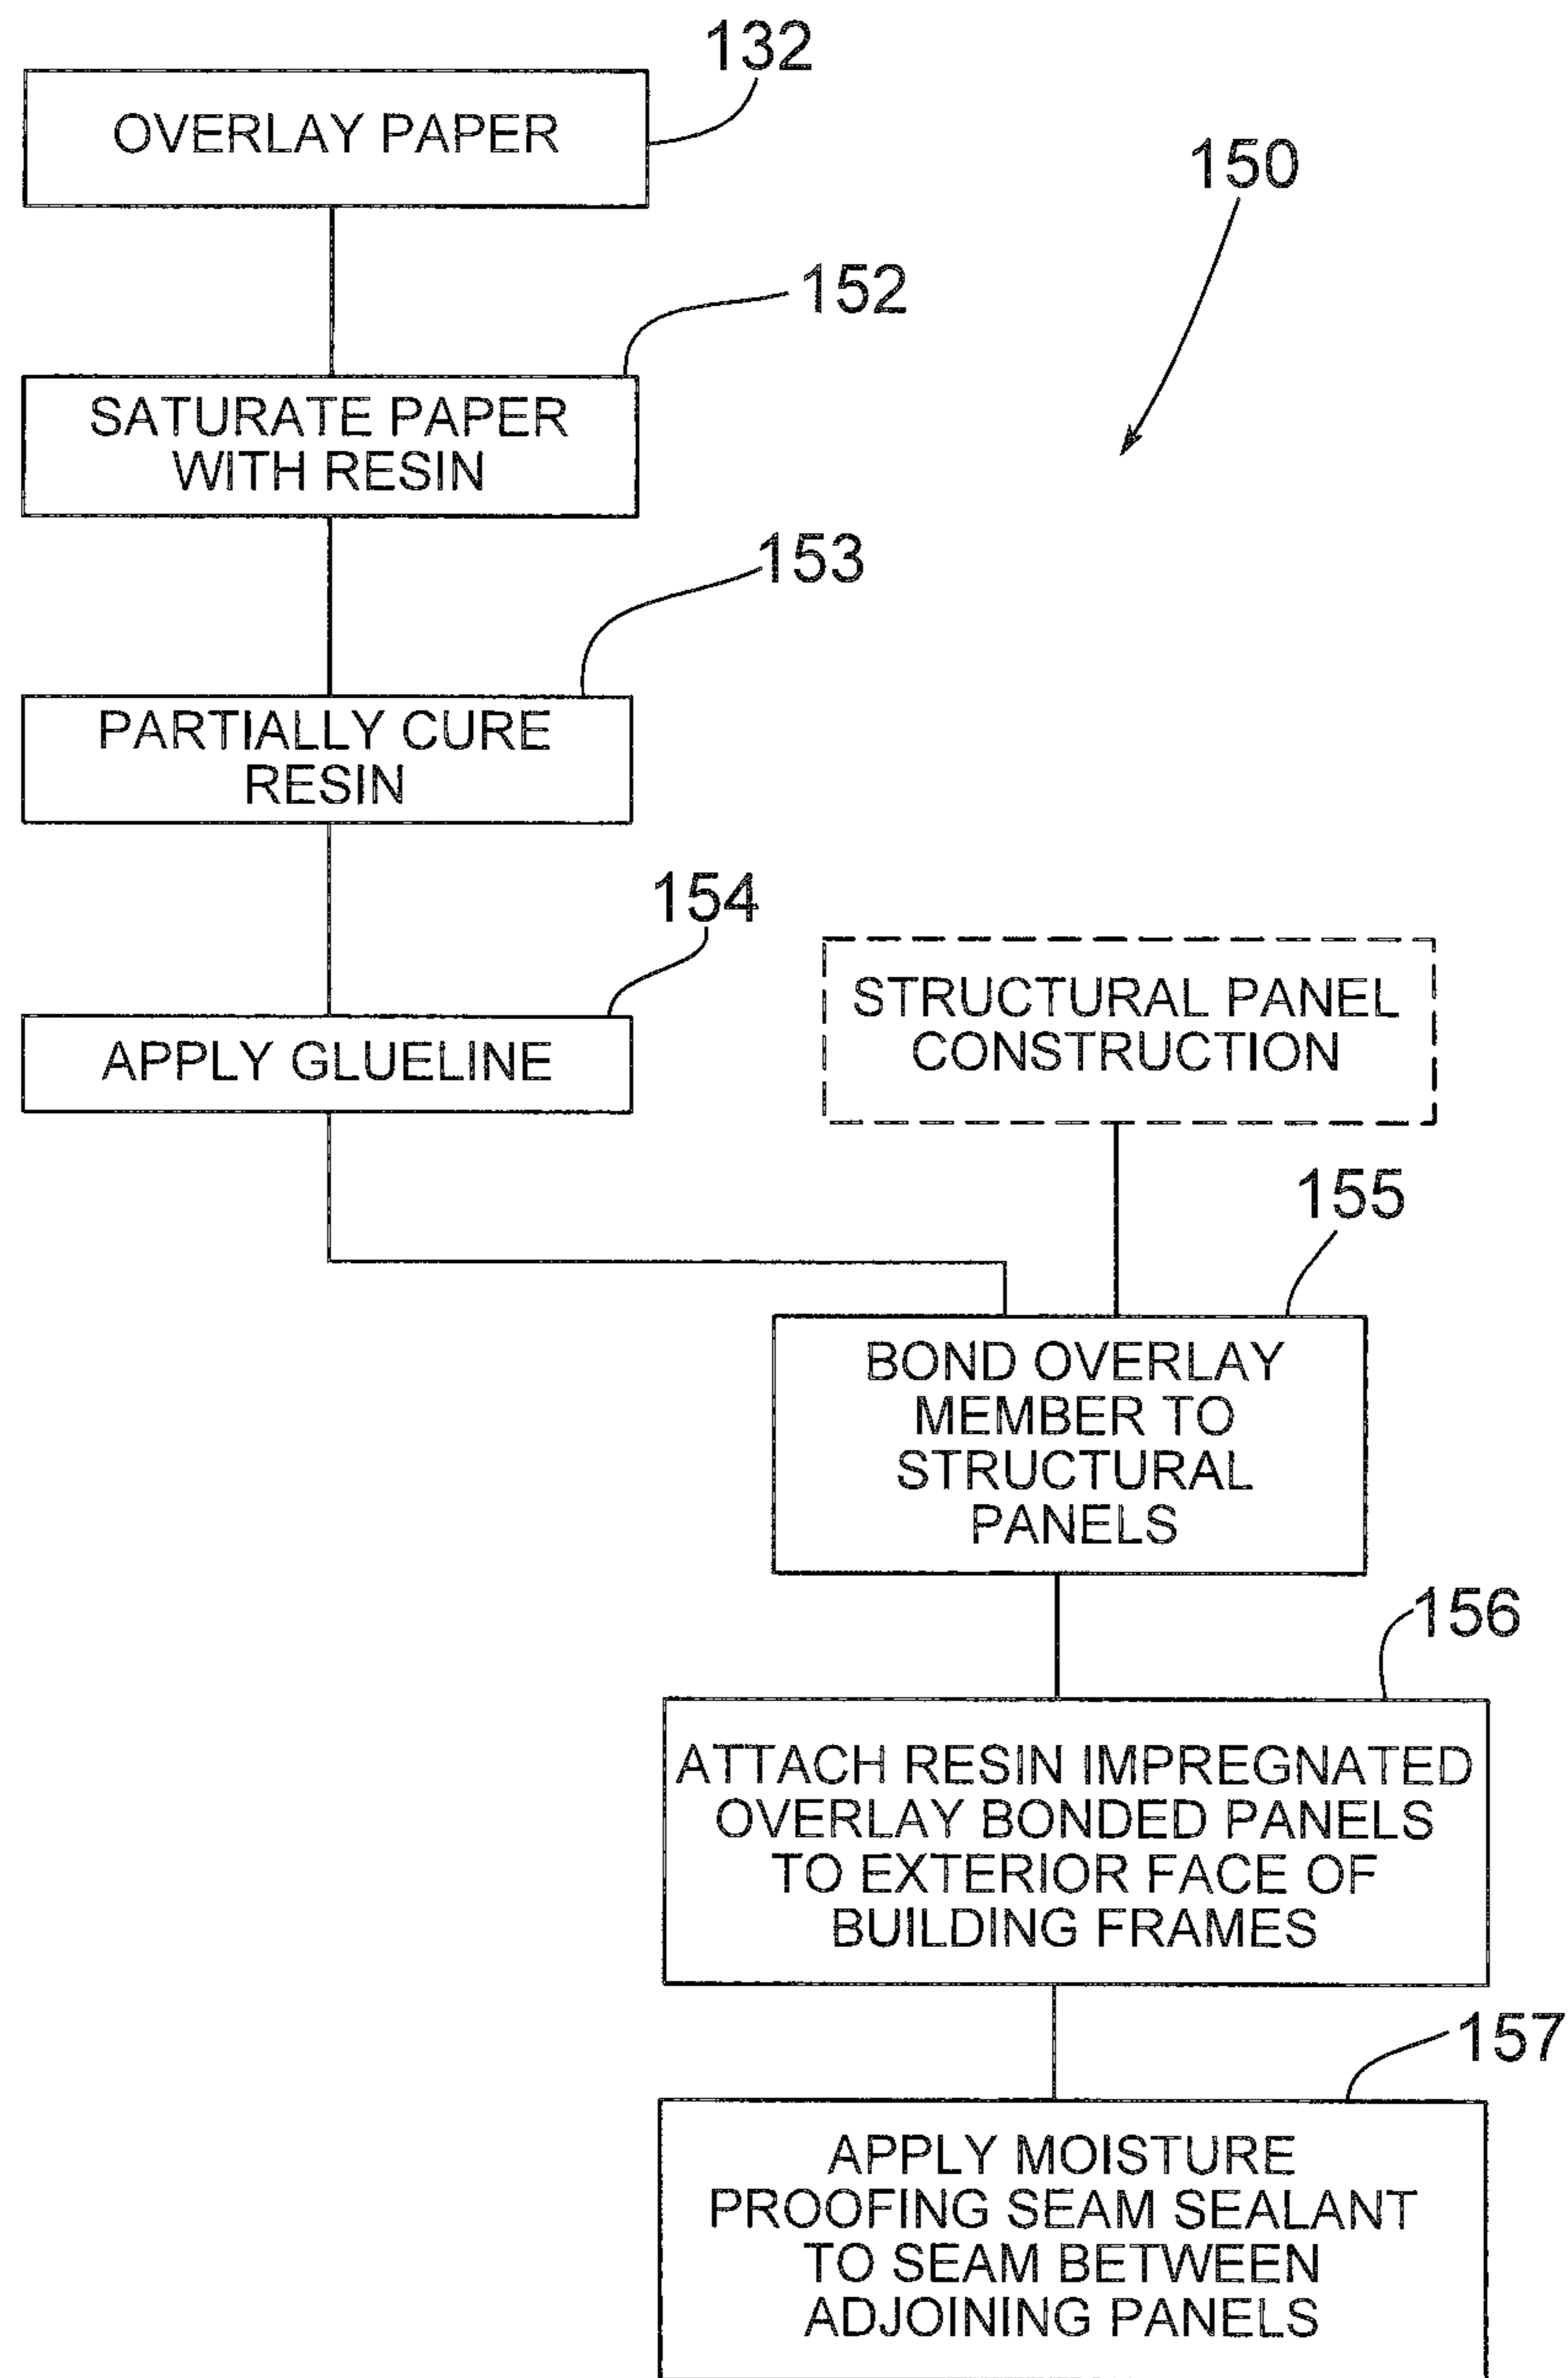 132
OVERLAY PAPER
150
152
SATURATE PAPER
WITH RESIN
153
PARTIALLY CURE
RESIN
154
APPLY GLUELINE
STRUCTURAL PANEL
CONSTRUCTION
155
BOND OVERLAY
MEMBER TO
STRUCTURAL
PANELS
156
ATTACH RESIN IMPREGNATED
OVERLAY BONDED PANELS
TO EXTERIOR FACE OF
BUILDING FRAMES
157
APPLY MOISTURE
PROOFING SEAM SEALANT
TO SEAM BETWEEN
ADJOINING PANELS